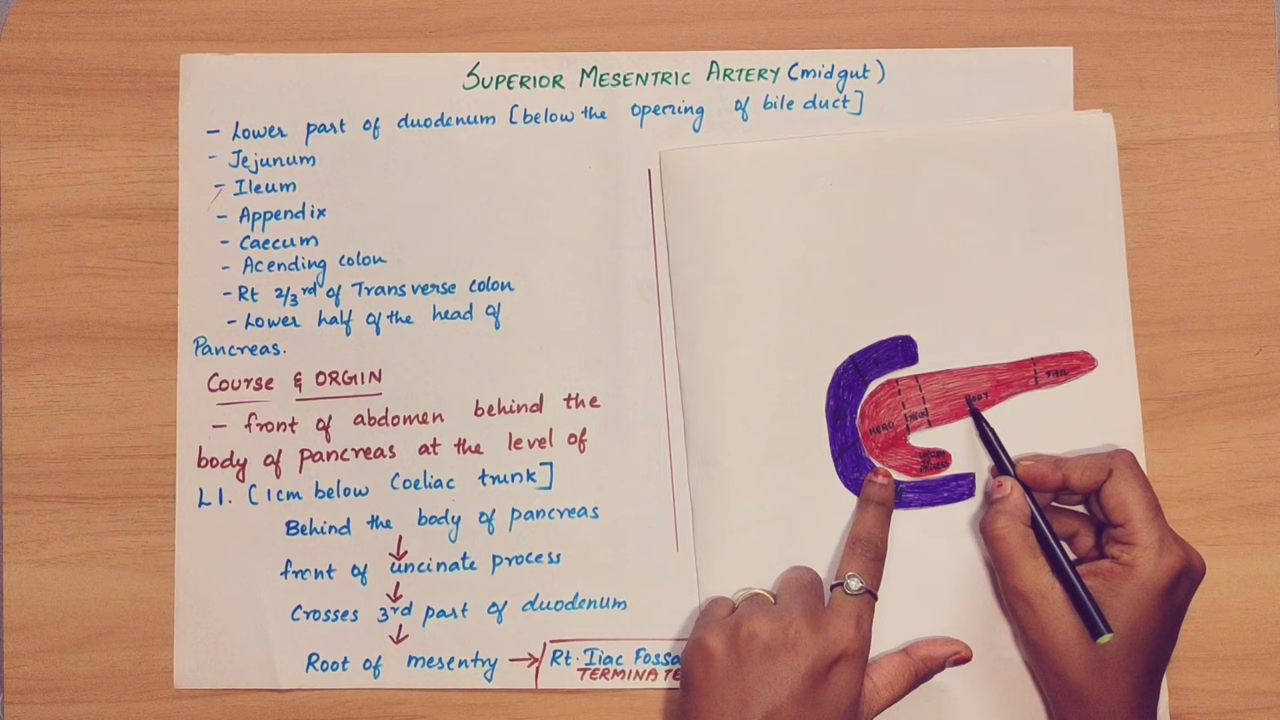 SUPERIOR MESENTRIC ARTERY (midgut)
- Lower part of duodenum [below the opening of bile duct]
- Jejunum
- Ileum
- Appendix
- Caecum
- Acending colon
- Rt 2/3rd of Transverse colon
- Lower half of the head of
Pancreas.
COURSE & ORGIN
- front of abdomen behind the
body of pancreas at the level of
L1. [1cm below Coeliac trunk]
Behind the body of pancreas
↓
front of uncinate process
↓
Crosses 3rd part of duodenum
↓
Root of mesentry → Rt. Iiac Fossa
TERMINATE
TAIL
BODY
NECK
HEAD